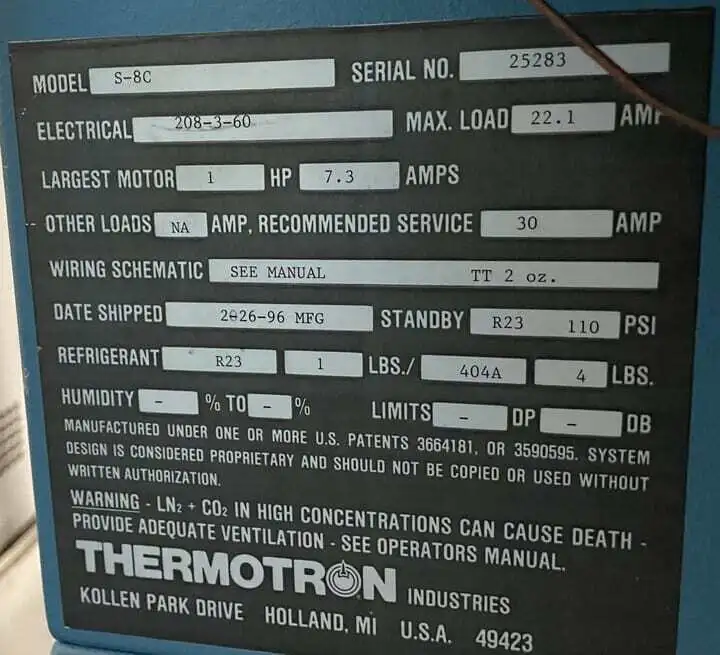 MODEL S-8C SERIAL NO. 25283
ELECTRICAL 208-3-60 MAX. LOAD 22.1 AMP
LARGEST MOTOR 1 HP 7.3 AMPS
OTHER LOADS NA AMP, RECOMMENDED SERVICE 30 AMP
WIRING SCHEMATIC SEE MANUAL TT 2 oz.
DATE SHIPPED 2-26-96 MFG STANDBY R23 110 PSI
REFRIGERANT R23 1 LBS./ 404A 4 LBS.
HUMIDITY - % TO - % LIMITS - DP - DB
MANUFACTURED UNDER ONE OR MORE U.S. PATENTS 3664181, OR 3590595. SYSTEM
DESIGN IS CONSIDERED PROPRIETARY AND SHOULD NOT BE COPIED OR USED WITHOUT
WRITTEN AUTHORIZATION.
WARNING - LN₂ + CO₂ IN HIGH CONCENTRATIONS CAN CAUSE DEATH -
PROVIDE ADEQUATE VENTILATION - SEE OPERATORS MANUAL.
THERMOTRON INDUSTRIES
KOLLEN PARK DRIVE HOLLAND, MI U.S.A. 49423